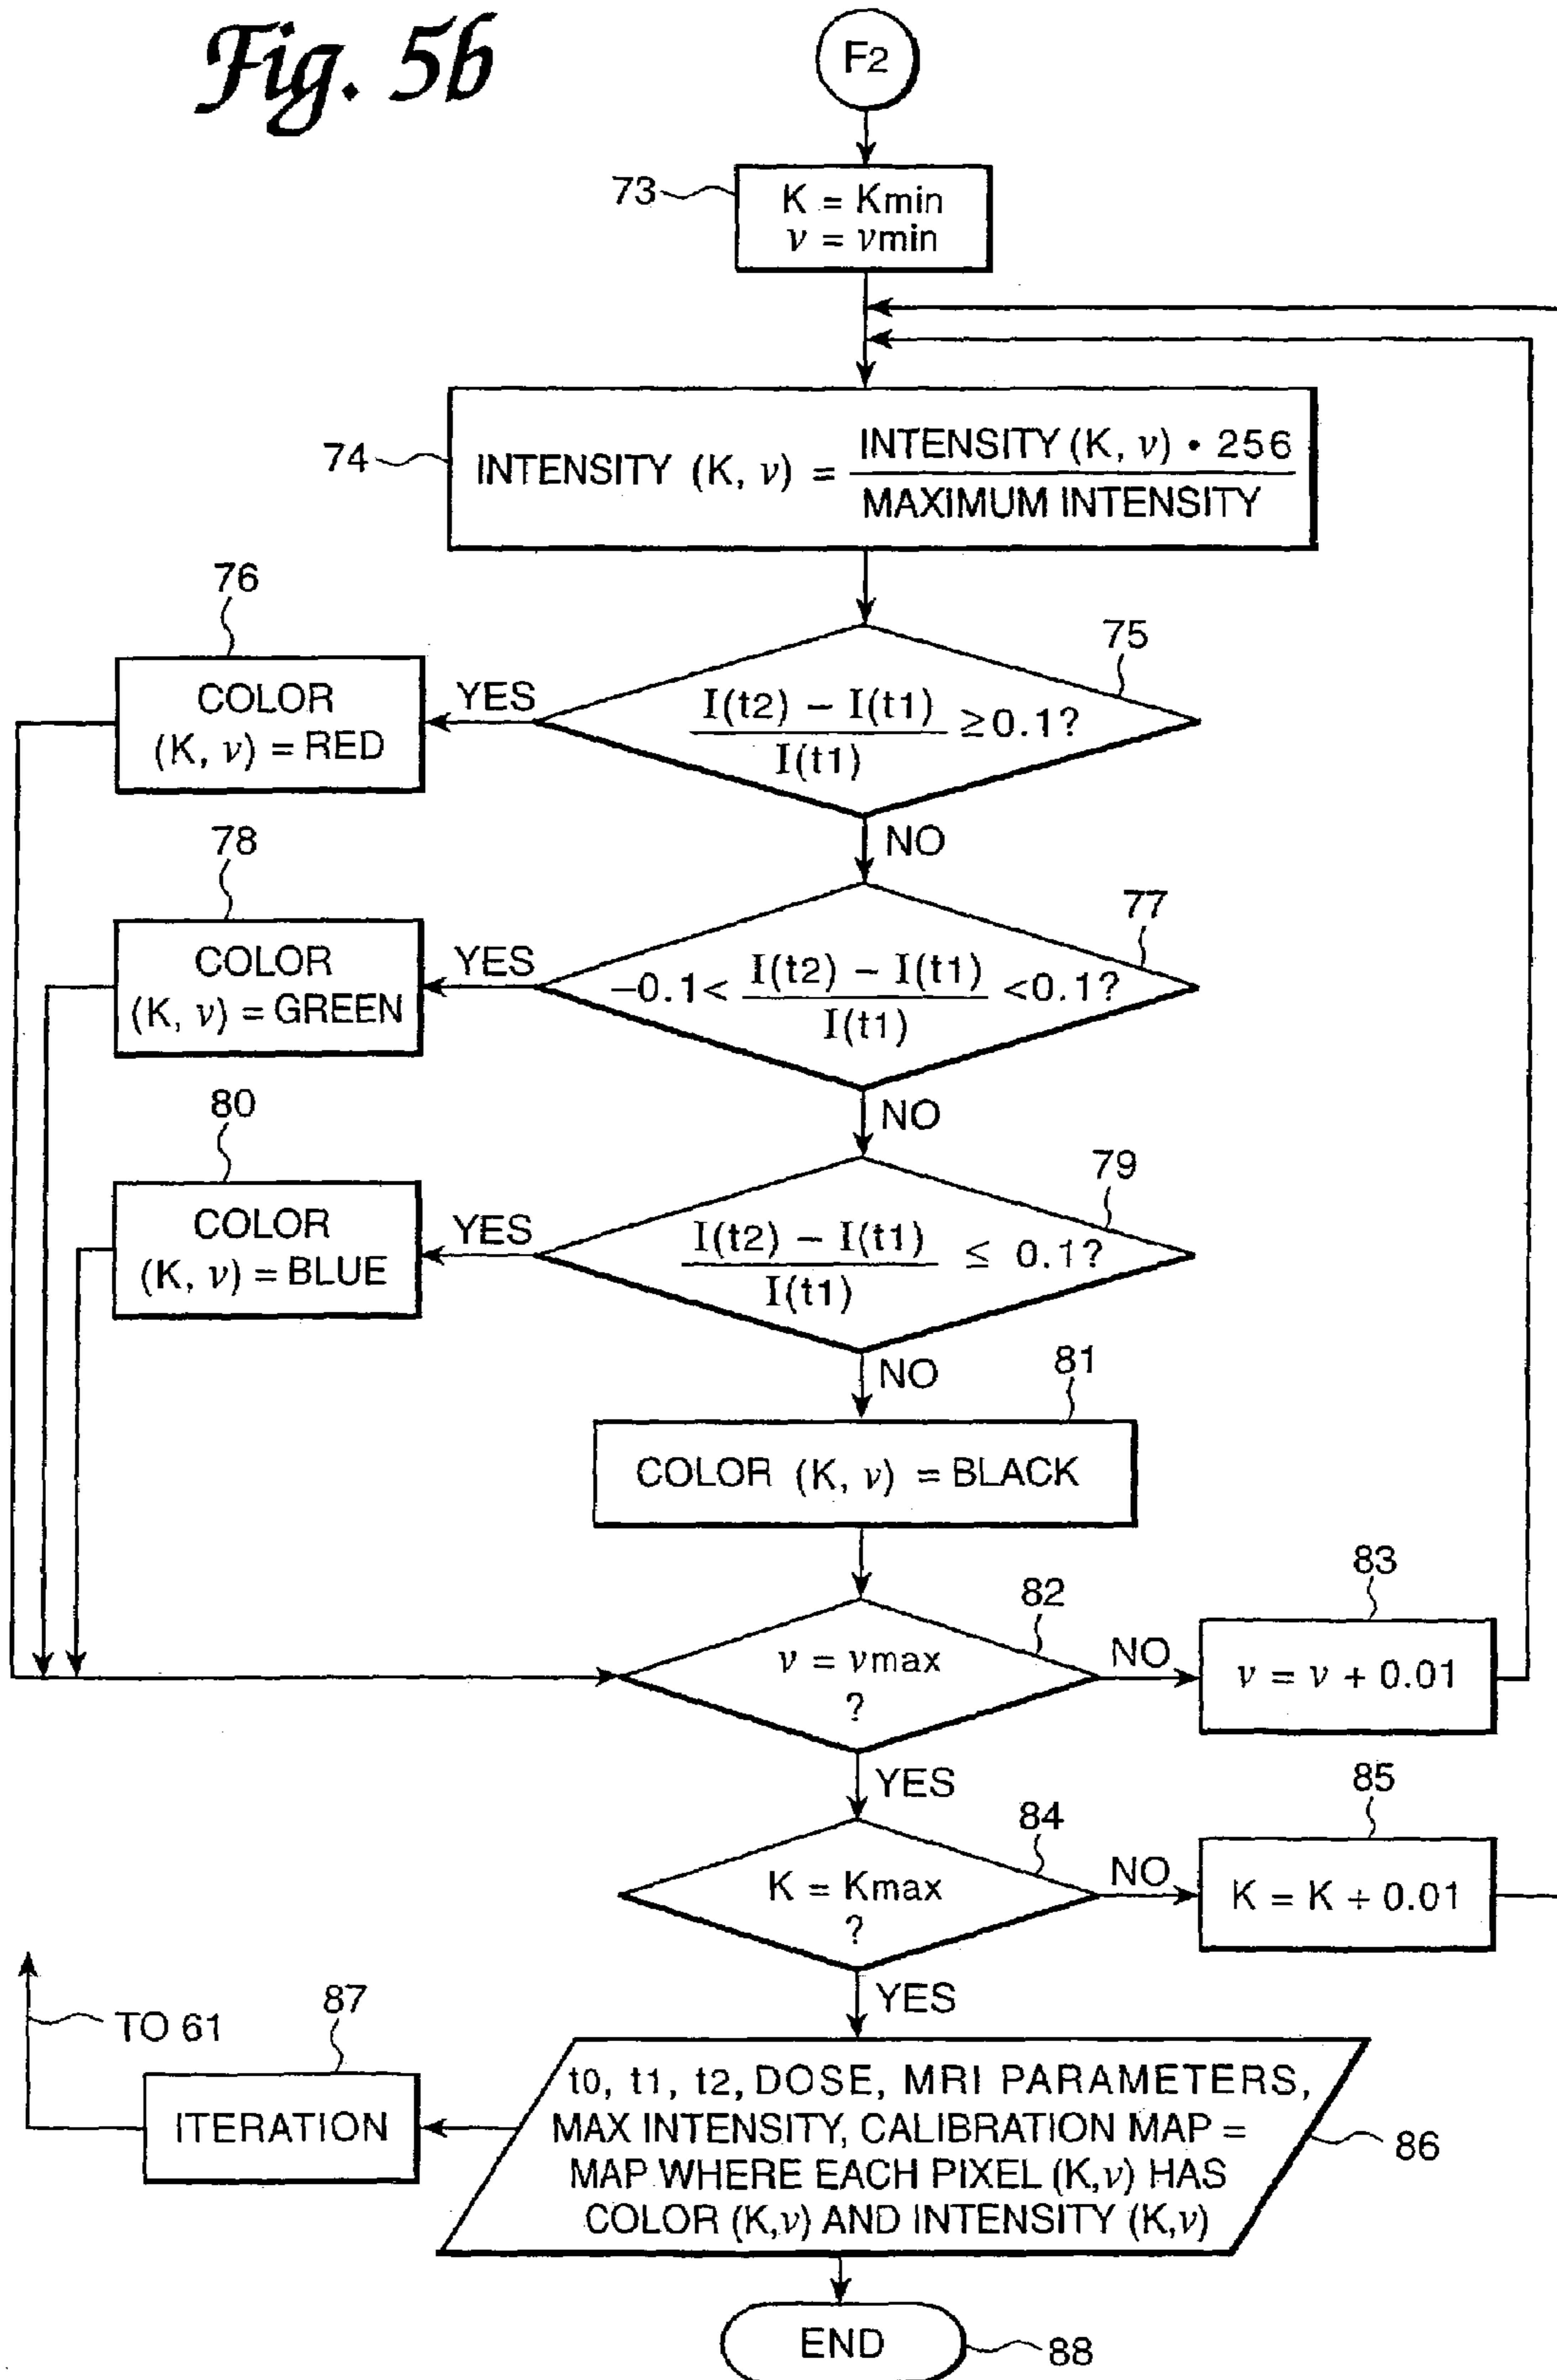 Fig. 5b
F2
73
K = Kmin
ν = νmin
74
INTENSITY (K, ν) = INTENSITY (K, ν) • 256
MAXIMUM INTENSITY
76
75
COLOR
(K, ν) = RED
YES
I(t2) − I(t1)
I(t1)
≥0.1?
NO
78
77
COLOR
(K, ν) = GREEN
YES
−0.1< I(t2) − I(t1) <0.1?
I(t1)
NO
80
79
COLOR
(K, ν) = BLUE
YES
I(t2) − I(t1) ≤ 0.1?
I(t1)
NO
81
COLOR (K, ν) = BLACK
82
83
ν = νmax
?
NO
ν = ν + 0.01
YES
84
85
K = Kmax
?
NO
K = K + 0.01
YES
TO 61
87
ITERATION
t0, t1, t2, DOSE, MRI PARAMETERS,
MAX INTENSITY, CALIBRATION MAP =
MAP WHERE EACH PIXEL (K,ν) HAS
COLOR (K,ν) AND INTENSITY (K,ν)
86
END
88